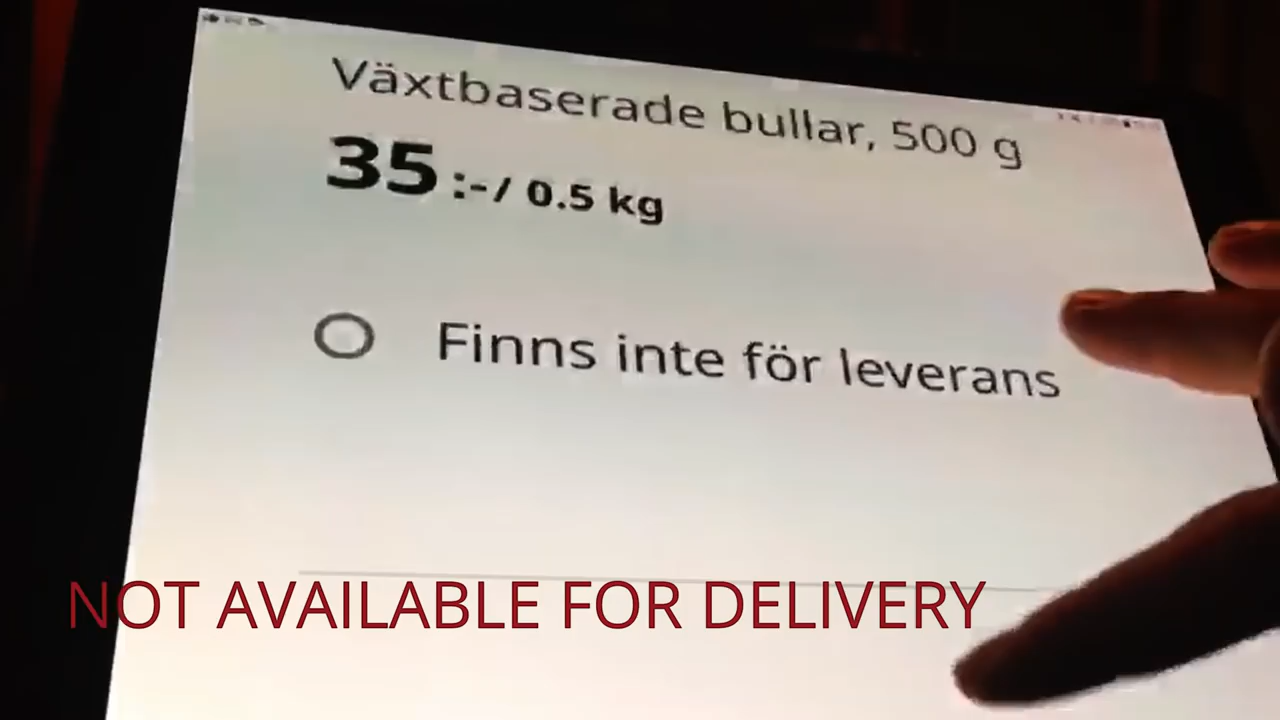 Växtbaserade bullar, 500 g
35:-/ 0.5 kg
Finns inte för leverans
NOT AVAILABLE FOR DELIVERY